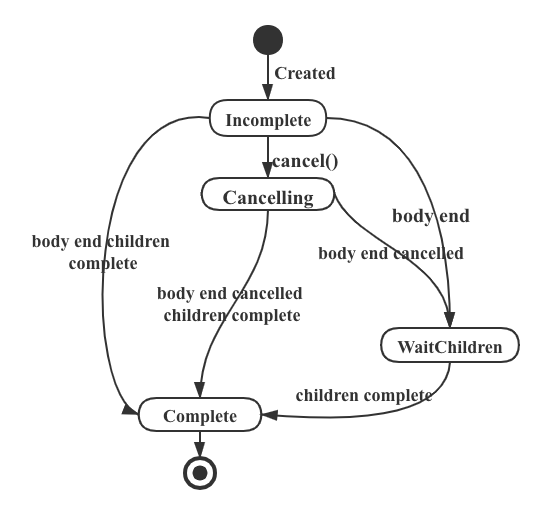 Created
Incomplete
cancel()
Cancelling
body end
body end children
complete
body end cancelled
body end cancelled
children complete
WaitChildren
children complete
Complete